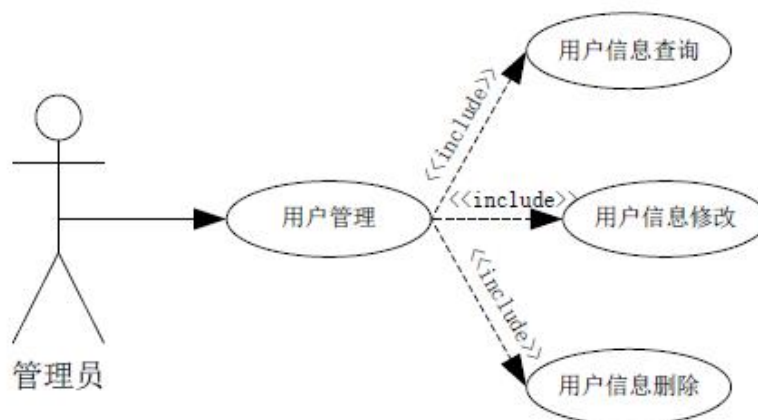 用户信息查询
<<include>>
管理员
用户管理
<<include>>
用户信息修改
<<include>>
用户信息删除